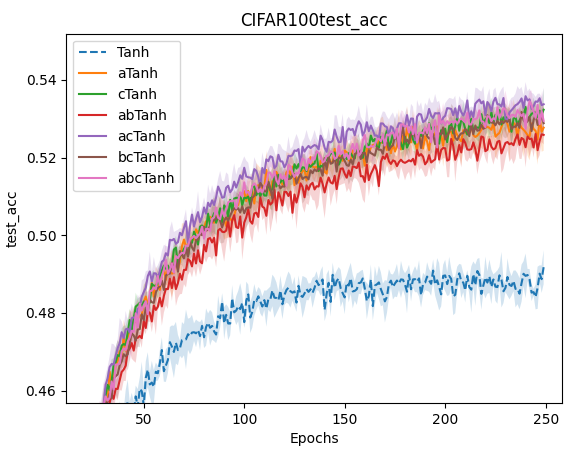 CIFAR100test_acc
Tanh
aTanh
cTanh
abTanh
acTanh
bcTanh
abcTanh
test_acc
0.54
0.52
0.50
0.48
0.46
50
100
150
200
250
Epochs